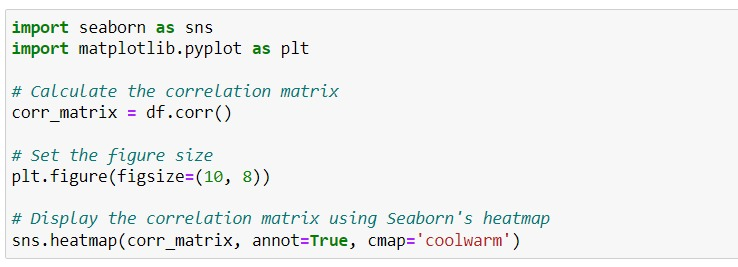 import seaborn as sns
import matplotlib.pyplot as plt
# Calculate the correlation matrix
corr_matrix = df.corr()
# Set the figure size
plt.figure(figsize=(10, 8))
# Display the correlation matrix using Seaborn's heatmap
sns.heatmap(corr_matrix, annot=True, cmap='coolwarm')